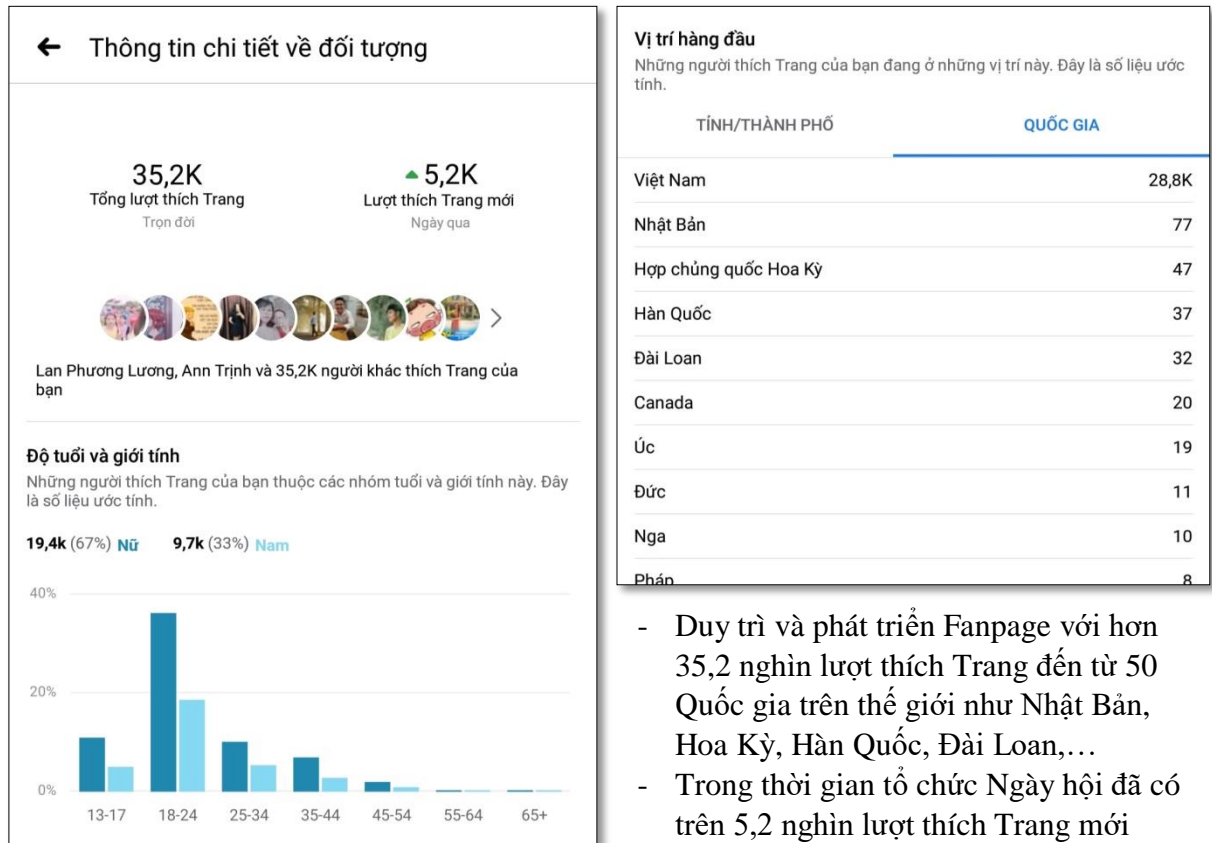 Thông tin chi tiết về đối tượng
35,2K
Tổng lượt thích Trang
Trọn đời
5,2K
Lượt thích Trang mới
Ngày qua
Lan Phương Lương, Ann Trịnh và 35,2K người khác thích Trang của
bạn
Độ tuổi và giới tính
Những người thích Trang của bạn thuộc các nhóm tuổi và giới tính này. Đây
là số liệu ước tính.
19,4k (67%) Nữ 9,7k (33%) Nam
40%
20%
0%
13-17 18-24 25-34 35-44 45-54 55-64 65+
Vị trí hàng đầu
Những người thích Trang của bạn đang ở những vị trí này. Đây là số liệu ước
tính.
TỈNH/THÀNH PHỐ QUỐC GIA
Việt Nam 28,8K
Nhật Bản 77
Hợp chủng quốc Hoa Kỳ 47
Hàn Quốc 37
Đài Loan 32
Canada 20
Úc 19
Đức 11
Nga 10
Pháp 8
- Duy trì và phát triển Fanpage với hơn
35,2 nghìn lượt thích Trang đến từ 50
Quốc gia trên thế giới như Nhật Bản,
Hoa Kỳ, Hàn Quốc, Đài Loan,…
- Trong thời gian tổ chức Ngày hội đã có
trên 5,2 nghìn lượt thích Trang mới